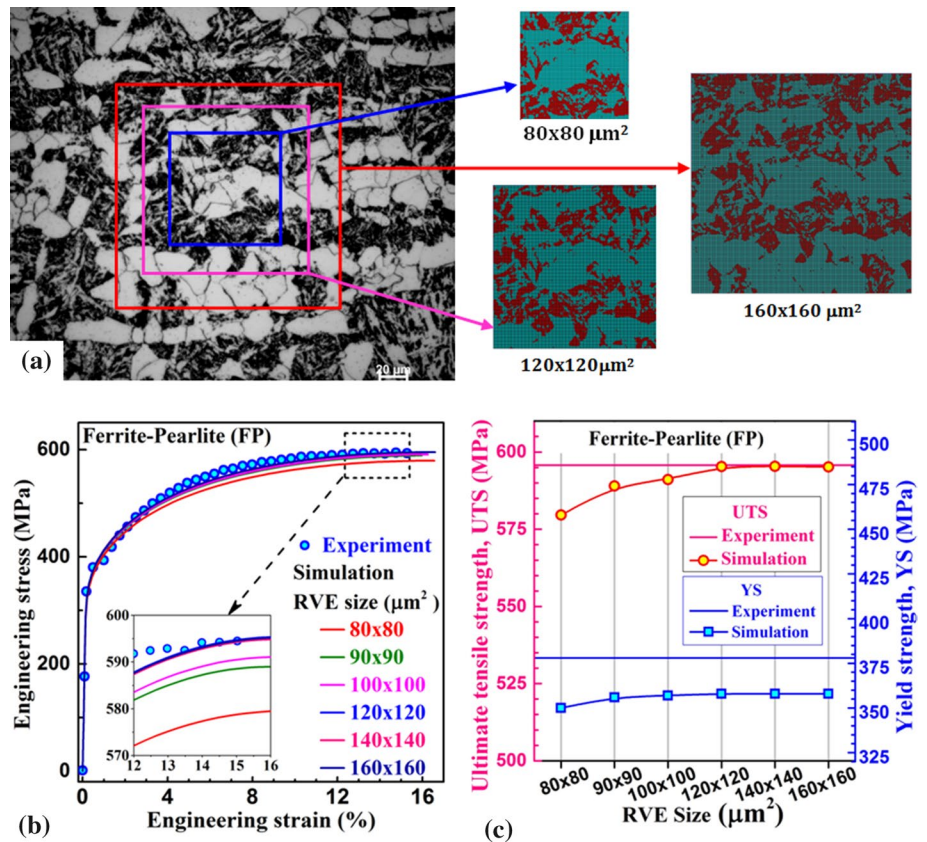 (a)
20 μm
80x80 μm²
120x120μm²
160x160 μm²
(b)
Ferrite-Pearlite (FP)
Engineering stress (MPa)
600
400
200
0
0
4
8
12
16
Engineering strain (%)
Experiment
Simulation
RVE size (μm² )
80x80
90x90
100x100
120x120
140x140
160x160
600
590
580
570
12
13
14
15
16
(c)
Ferrite-Pearlite (FP)
Ultimate tensile strength, UTS (MPa)
600
575
550
525
500
Yield strength, YS (MPa)
500
475
450
425
400
375
350
325
UTS
Experiment
Simulation
YS
Experiment
Simulation
80x80
90x90
100x100
120x120
140x140
160x160
RVE Size (μm²)